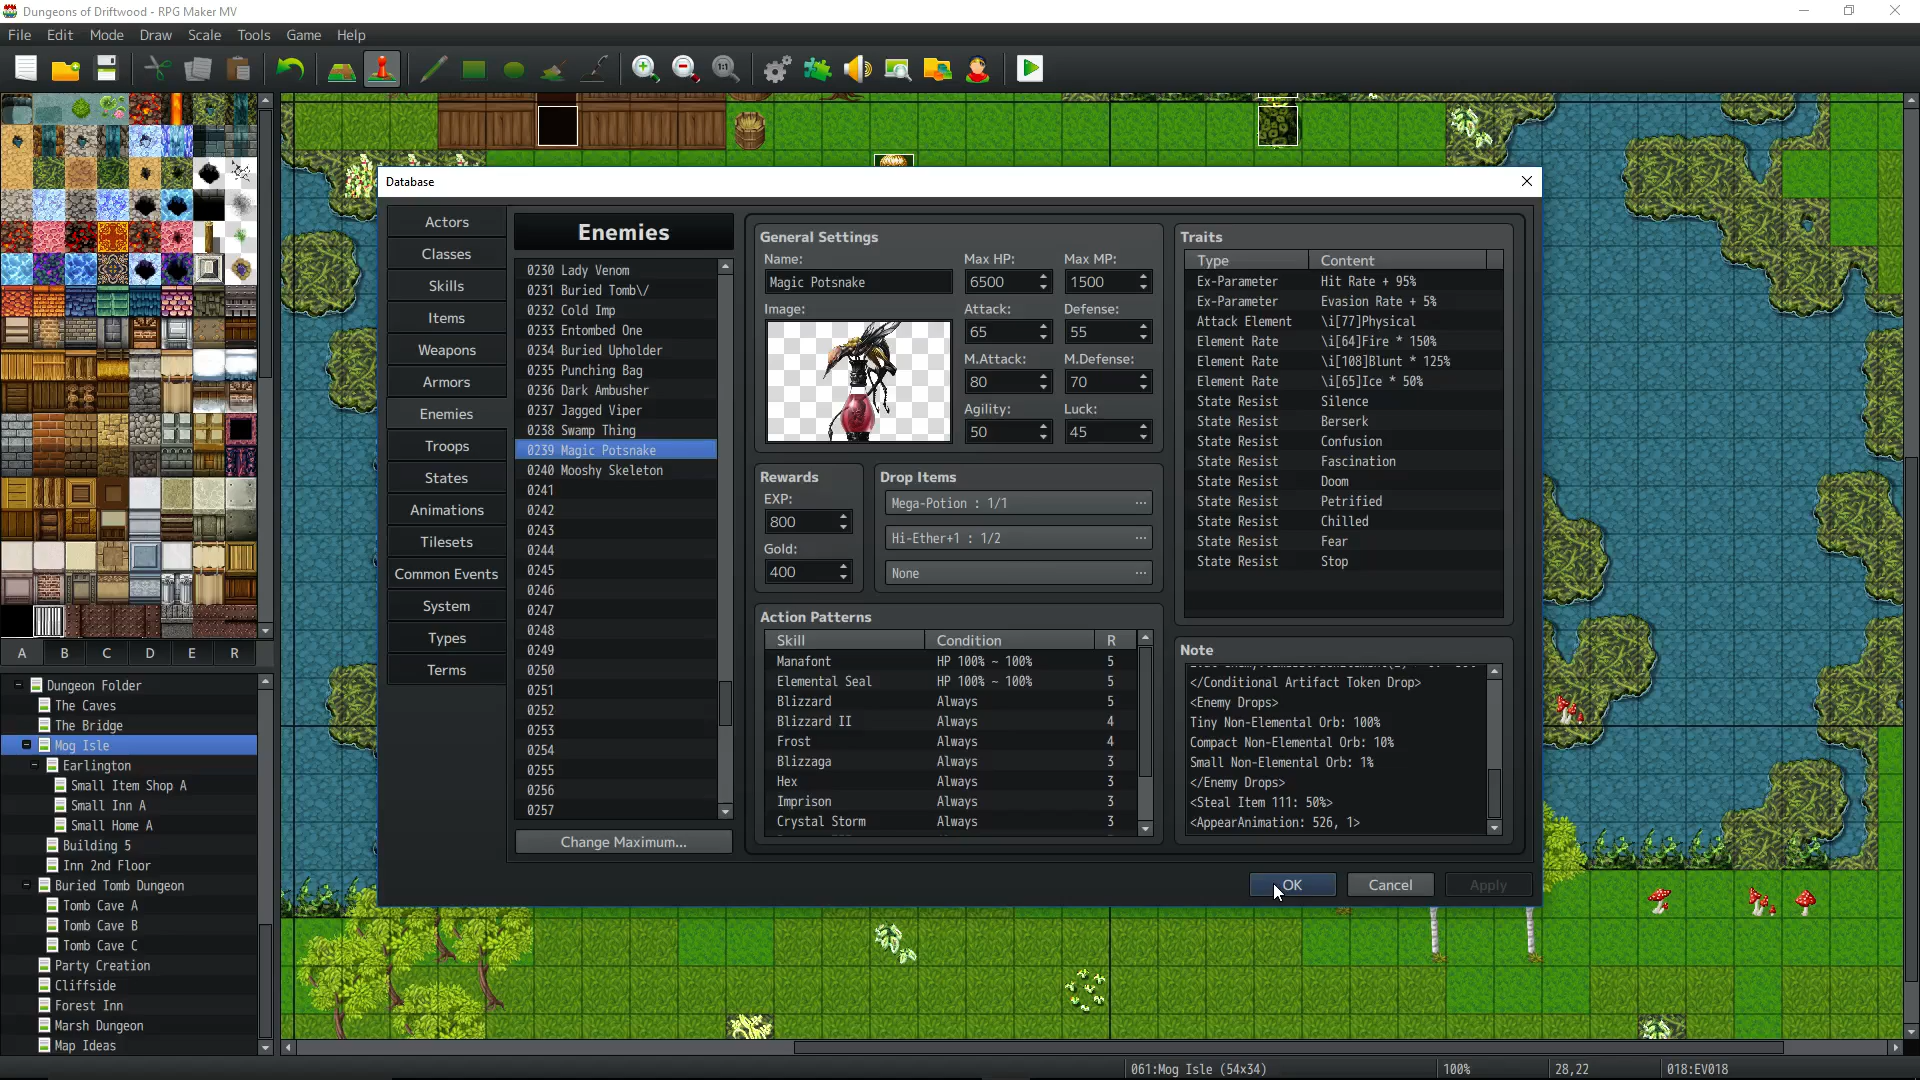 Dungeons of Driftwood - RPG Maker MV
File Edit Mode Draw Scale Tools Game Help
1:1
Database
Actors
Classes
Skills
Items
Weapons
Armors
Enemies
Troops
States
Animations
Tilesets
Common Events
System
Types
Terms
Enemies
0230 Lady Venom
0231 Buried Tomb\/
0232 Cold Imp
0233 Entombed One
0234 Buried Upholder
0235 Punching Bag
0236 Dark Ambusher
0237 Jagged Viper
0238 Swamp Thing
0239 Magic Potsnake
0240 Mooshy Skeleton
0241
0242
0243
0244
0245
0246
0247
0248
0249
0250
0251
0252
0253
0254
0255
0256
0257
Change Maximum...
General Settings
Name:
Magic Potsnake
Image:
Max HP: Max MP:
6500 1500
Attack: Defense:
65 55
M.Attack: M.Defense:
80 70
Agility: Luck:
50 45
Rewards
EXP:
800
Gold:
400
Drop Items
Mega-Potion : 1/1 ...
Hi-Ether+1 : 1/2 ...
None ...
Action Patterns
Skill Condition R
Manafont HP 100% ~ 100% 5
Elemental Seal HP 100% ~ 100% 5
Blizzard Always 5
Blizzard II Always 4
Frost Always 4
Blizzaga Always 3
Hex Always 3
Imprison Always 3
Crystal Storm Always 3
Traits
Type Content
Ex-Parameter Hit Rate + 95%
Ex-Parameter Evasion Rate + 5%
Attack Element \i[77]Physical
Element Rate \i[64]Fire * 150%
Element Rate \i[108]Blunt * 125%
Element Rate \i[65]Ice * 50%
State Resist Silence
State Resist Berserk
State Resist Confusion
State Resist Fascination
State Resist Doom
State Resist Petrified
State Resist Chilled
State Resist Fear
State Resist Stop
Note
</Conditional Artifact Token Drop>
<Enemy Drops>
Tiny Non-Elemental Orb: 100%
Compact Non-Elemental Orb: 10%
Small Non-Elemental Orb: 1%
</Enemy Drops>
<Steal Item 111: 50%>
<AppearAnimation: 526, 1>
OK Cancel Apply
A B C D E R
Dungeon Folder
The Caves
The Bridge
Mog Isle
Earlington
Small Item Shop A
Small Inn A
Small Home A
Building 5
Inn 2nd Floor
Buried Tomb Dungeon
Tomb Cave A
Tomb Cave B
Tomb Cave C
Party Creation
Cliffside
Forest Inn
Marsh Dungeon
Map Ideas
061:Mog Isle (54x34) 100% 28,22 018:EV018